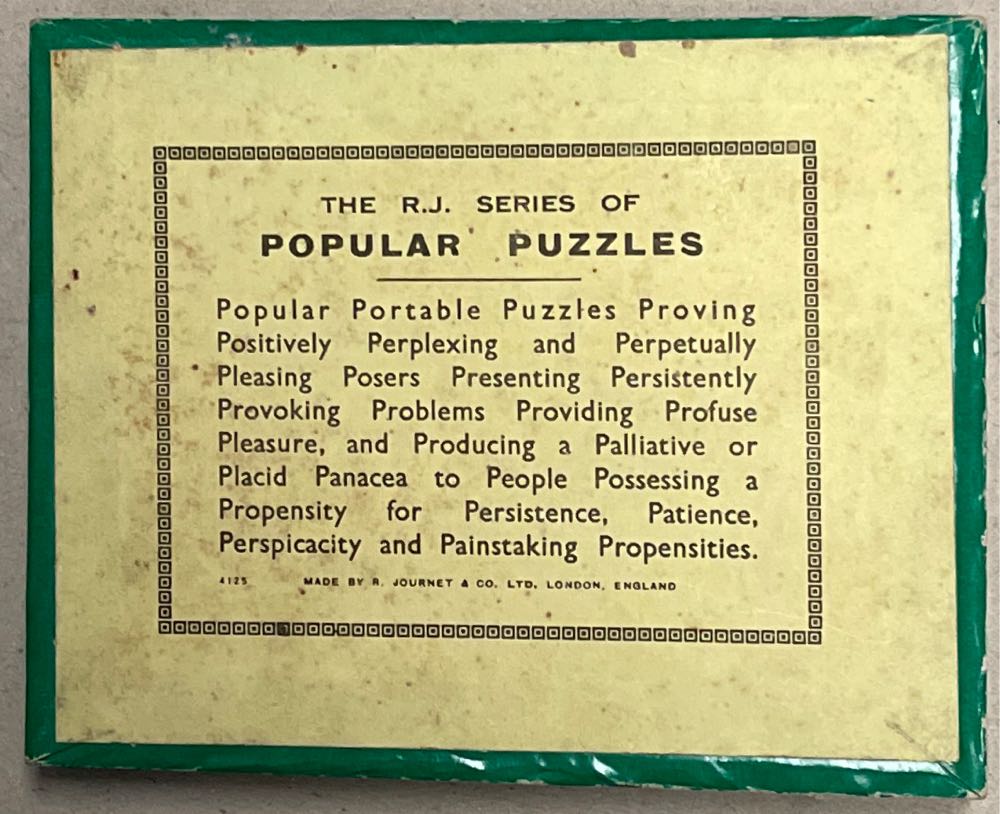 THE R.J. SERIES OF
POPULAR PUZZLES
Popular Portable Puzzles Proving
Positively Perplexing and Perpetually
Pleasing Posers Presenting Persistently
Provoking Problems Providing Profuse
Pleasure, and Producing a Palliative or
Placid Panacea to People Possessing a
Propensity for Persistence, Patience,
Perspicacity and Painstaking Propensities.
4125 MADE BY R. JOURNET & CO. LTD. LONDON, ENGLAND